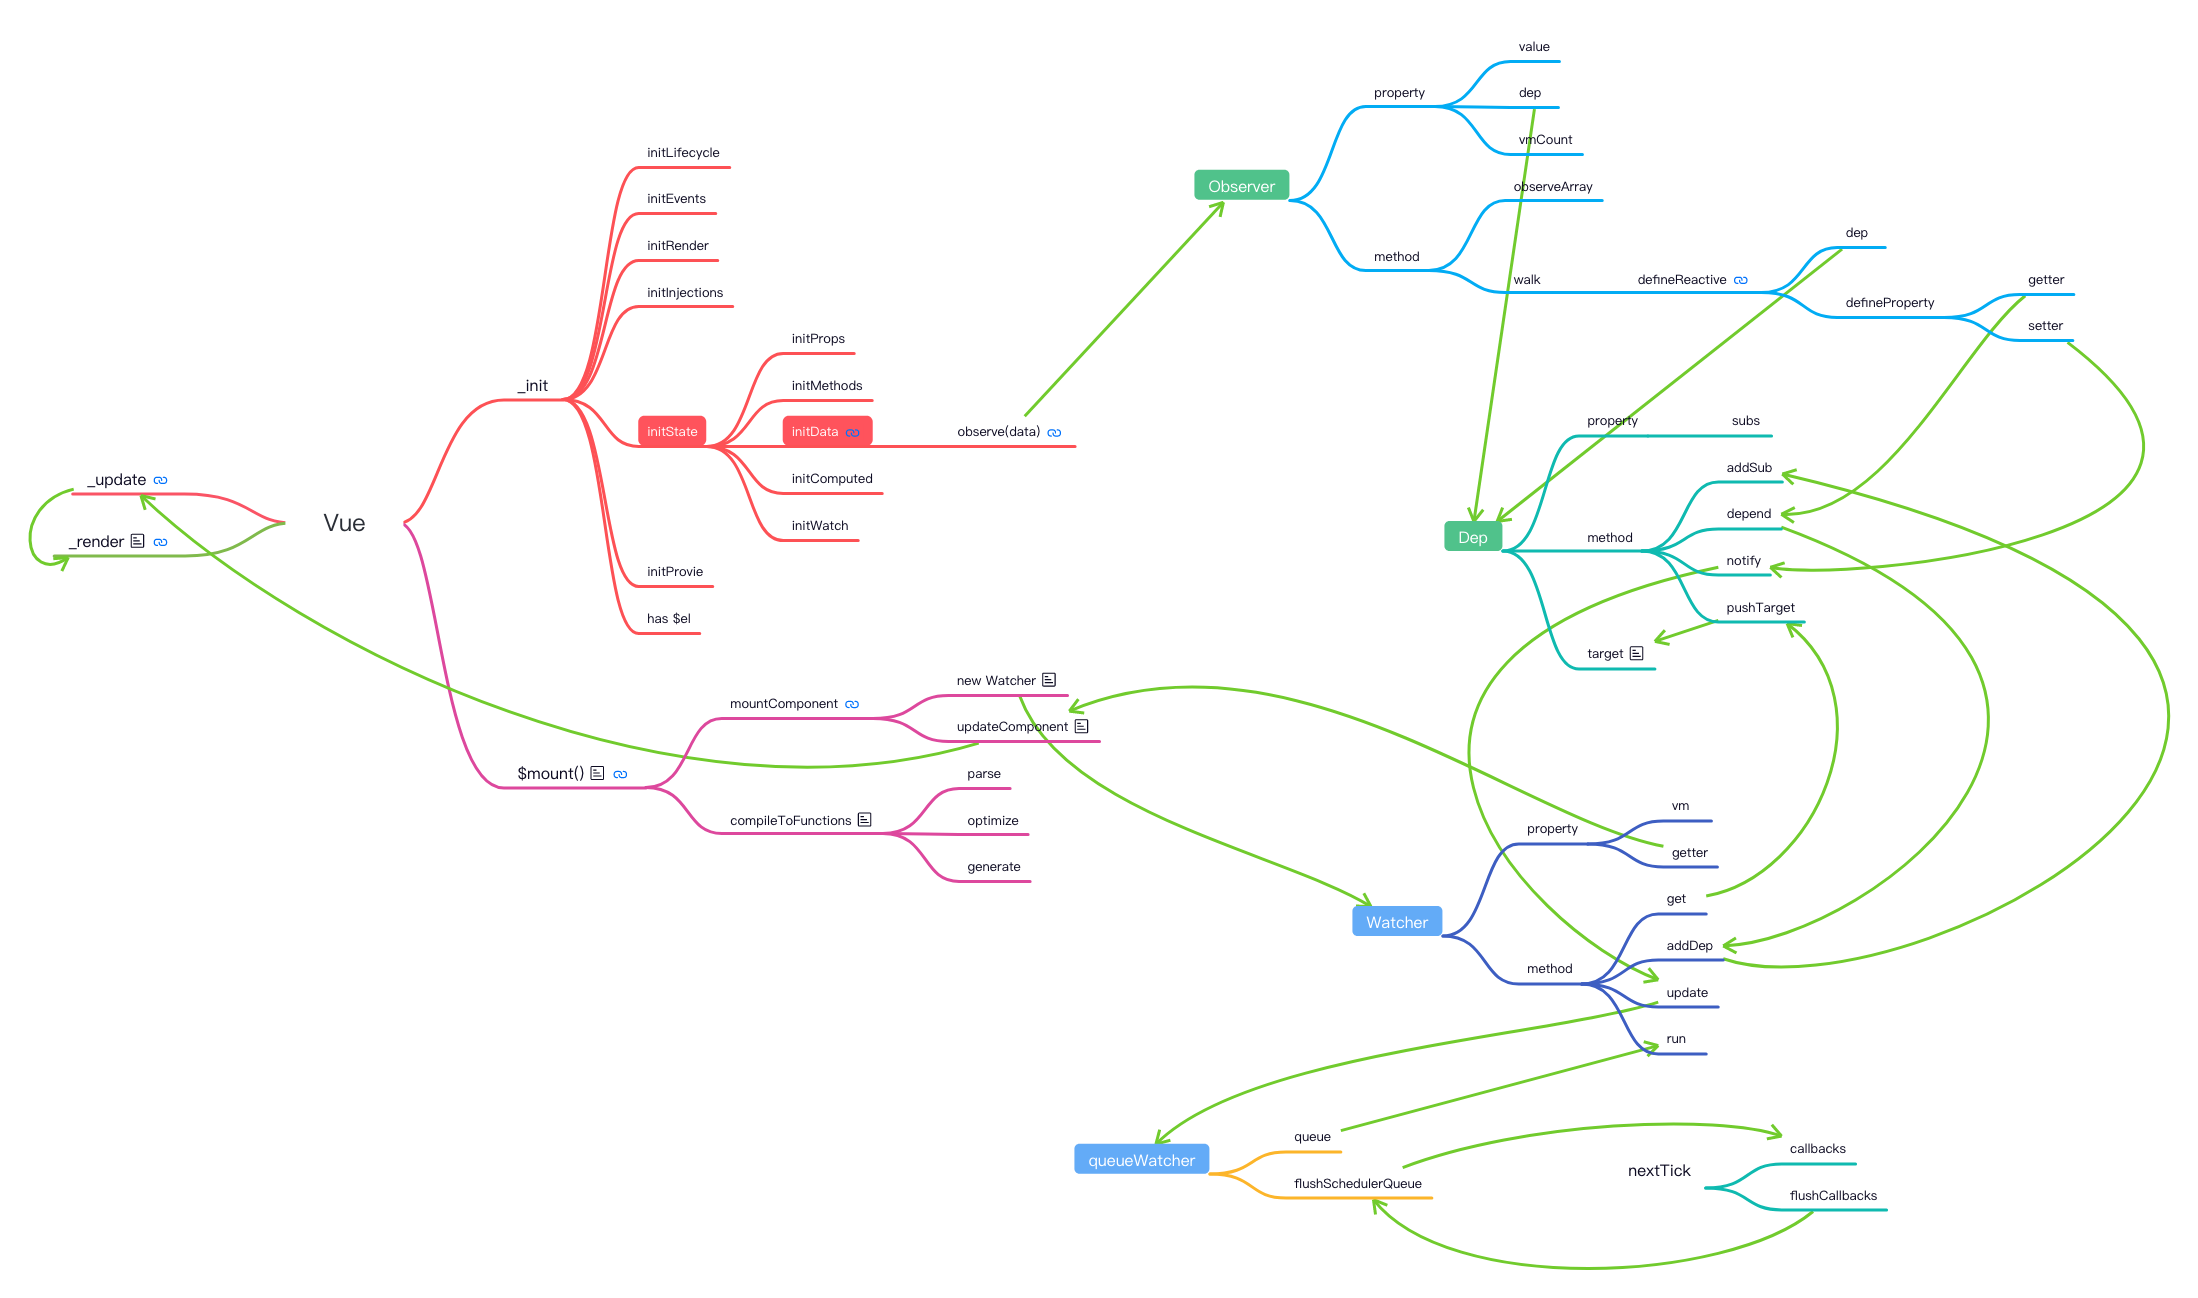 Vue
_update
_render
_init
initLifecycle
initEvents
initRender
initInjections
initState
initProps
initMethods
initData
observe(data)
initComputed
initWatch
initProvie
has $el
$mount()
mountComponent
new Watcher
updateComponent
compileToFunctions
parse
optimize
generate
Observer
property
value
dep
vmCount
method
observeArray
walk
defineReactive
dep
defineProperty
getter
setter
Dep
property
subs
method
addSub
depend
notify
pushTarget
target
Watcher
property
vm
getter
method
get
addDep
update
run
queueWatcher
queue
flushSchedulerQueue
nextTick
callbacks
flushCallbacks